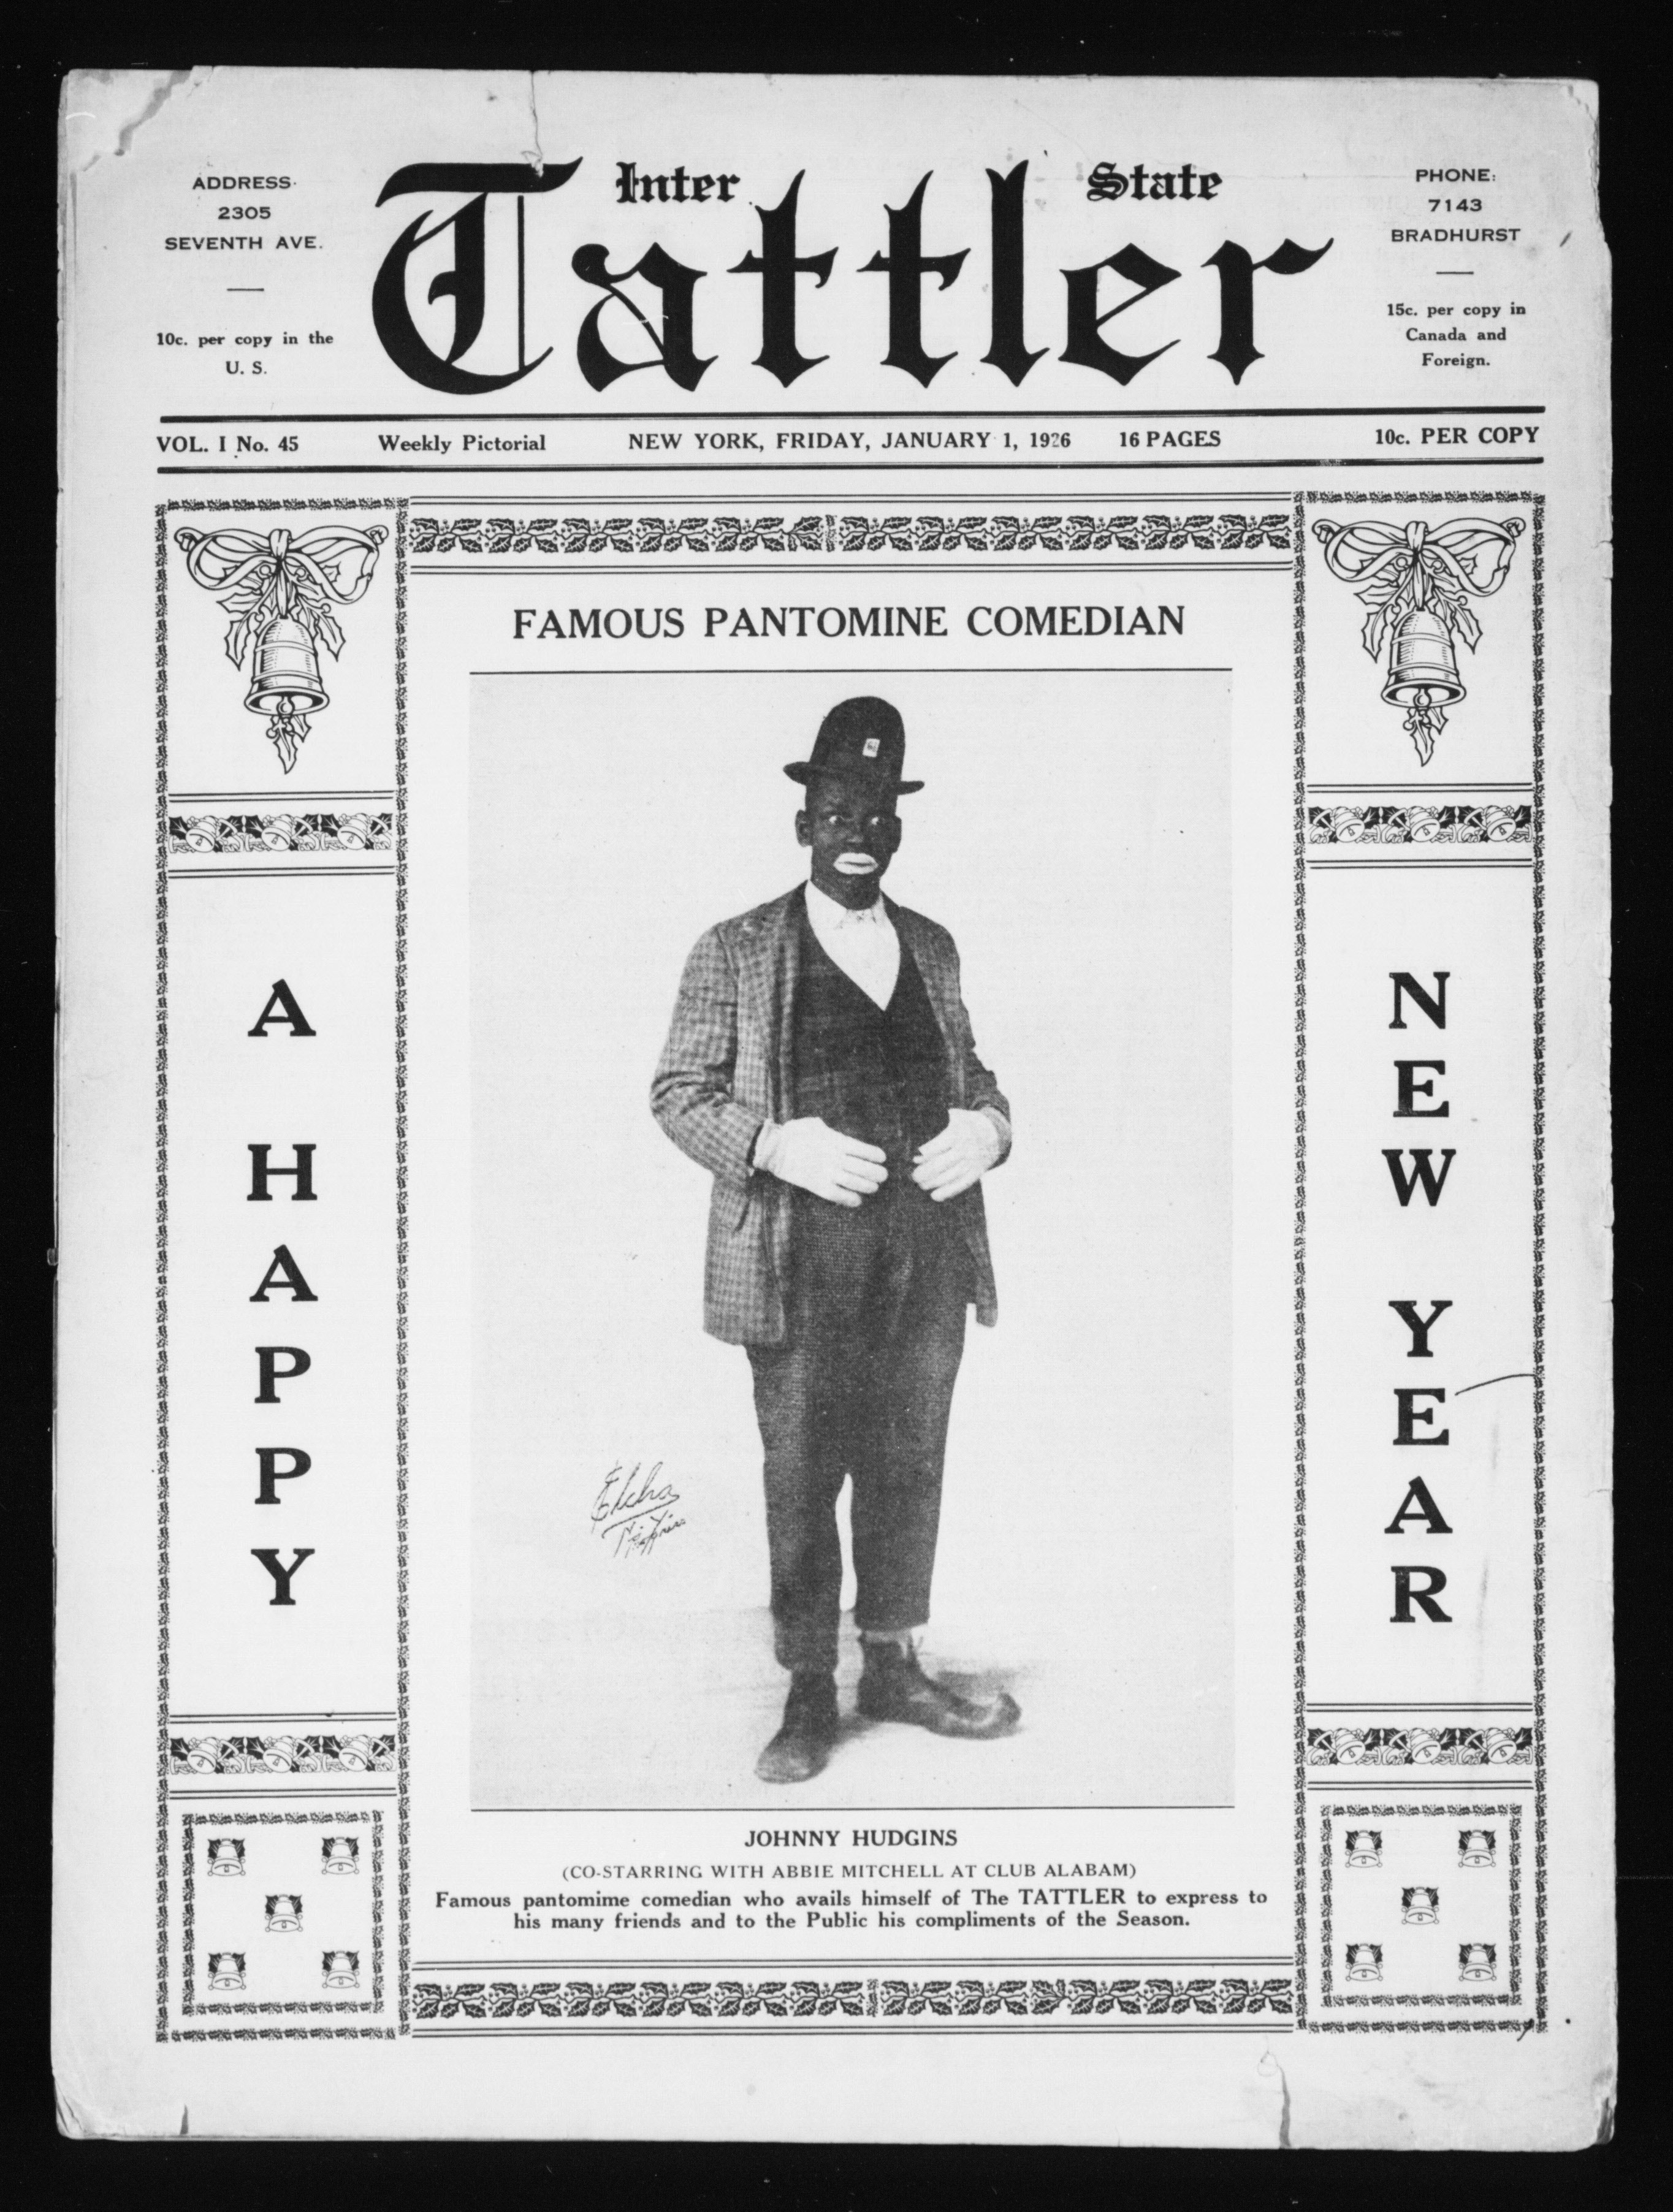 ADDRESS
2305
SEVENTH AVE.
10c. per copy in the
U. S.
Inter State
Tattler
PHONE:
7143
BRADHURST
15c. per copy in
Canada and
Foreign.
VOL. I No. 45 Weekly Pictorial NEW YORK, FRIDAY, JANUARY 1, 1926 16 PAGES 10c. PER COPY
FAMOUS PANTOMINE COMEDIAN
A
HAPPY
NEW
YEAR
JOHNNY HUDGINS
(CO-STARRING WITH ABBIE MITCHELL AT CLUB ALABAM)
Famous pantomime comedian who avails himself of The TATTLER to express to
his many friends and to the Public his compliments of the Season.